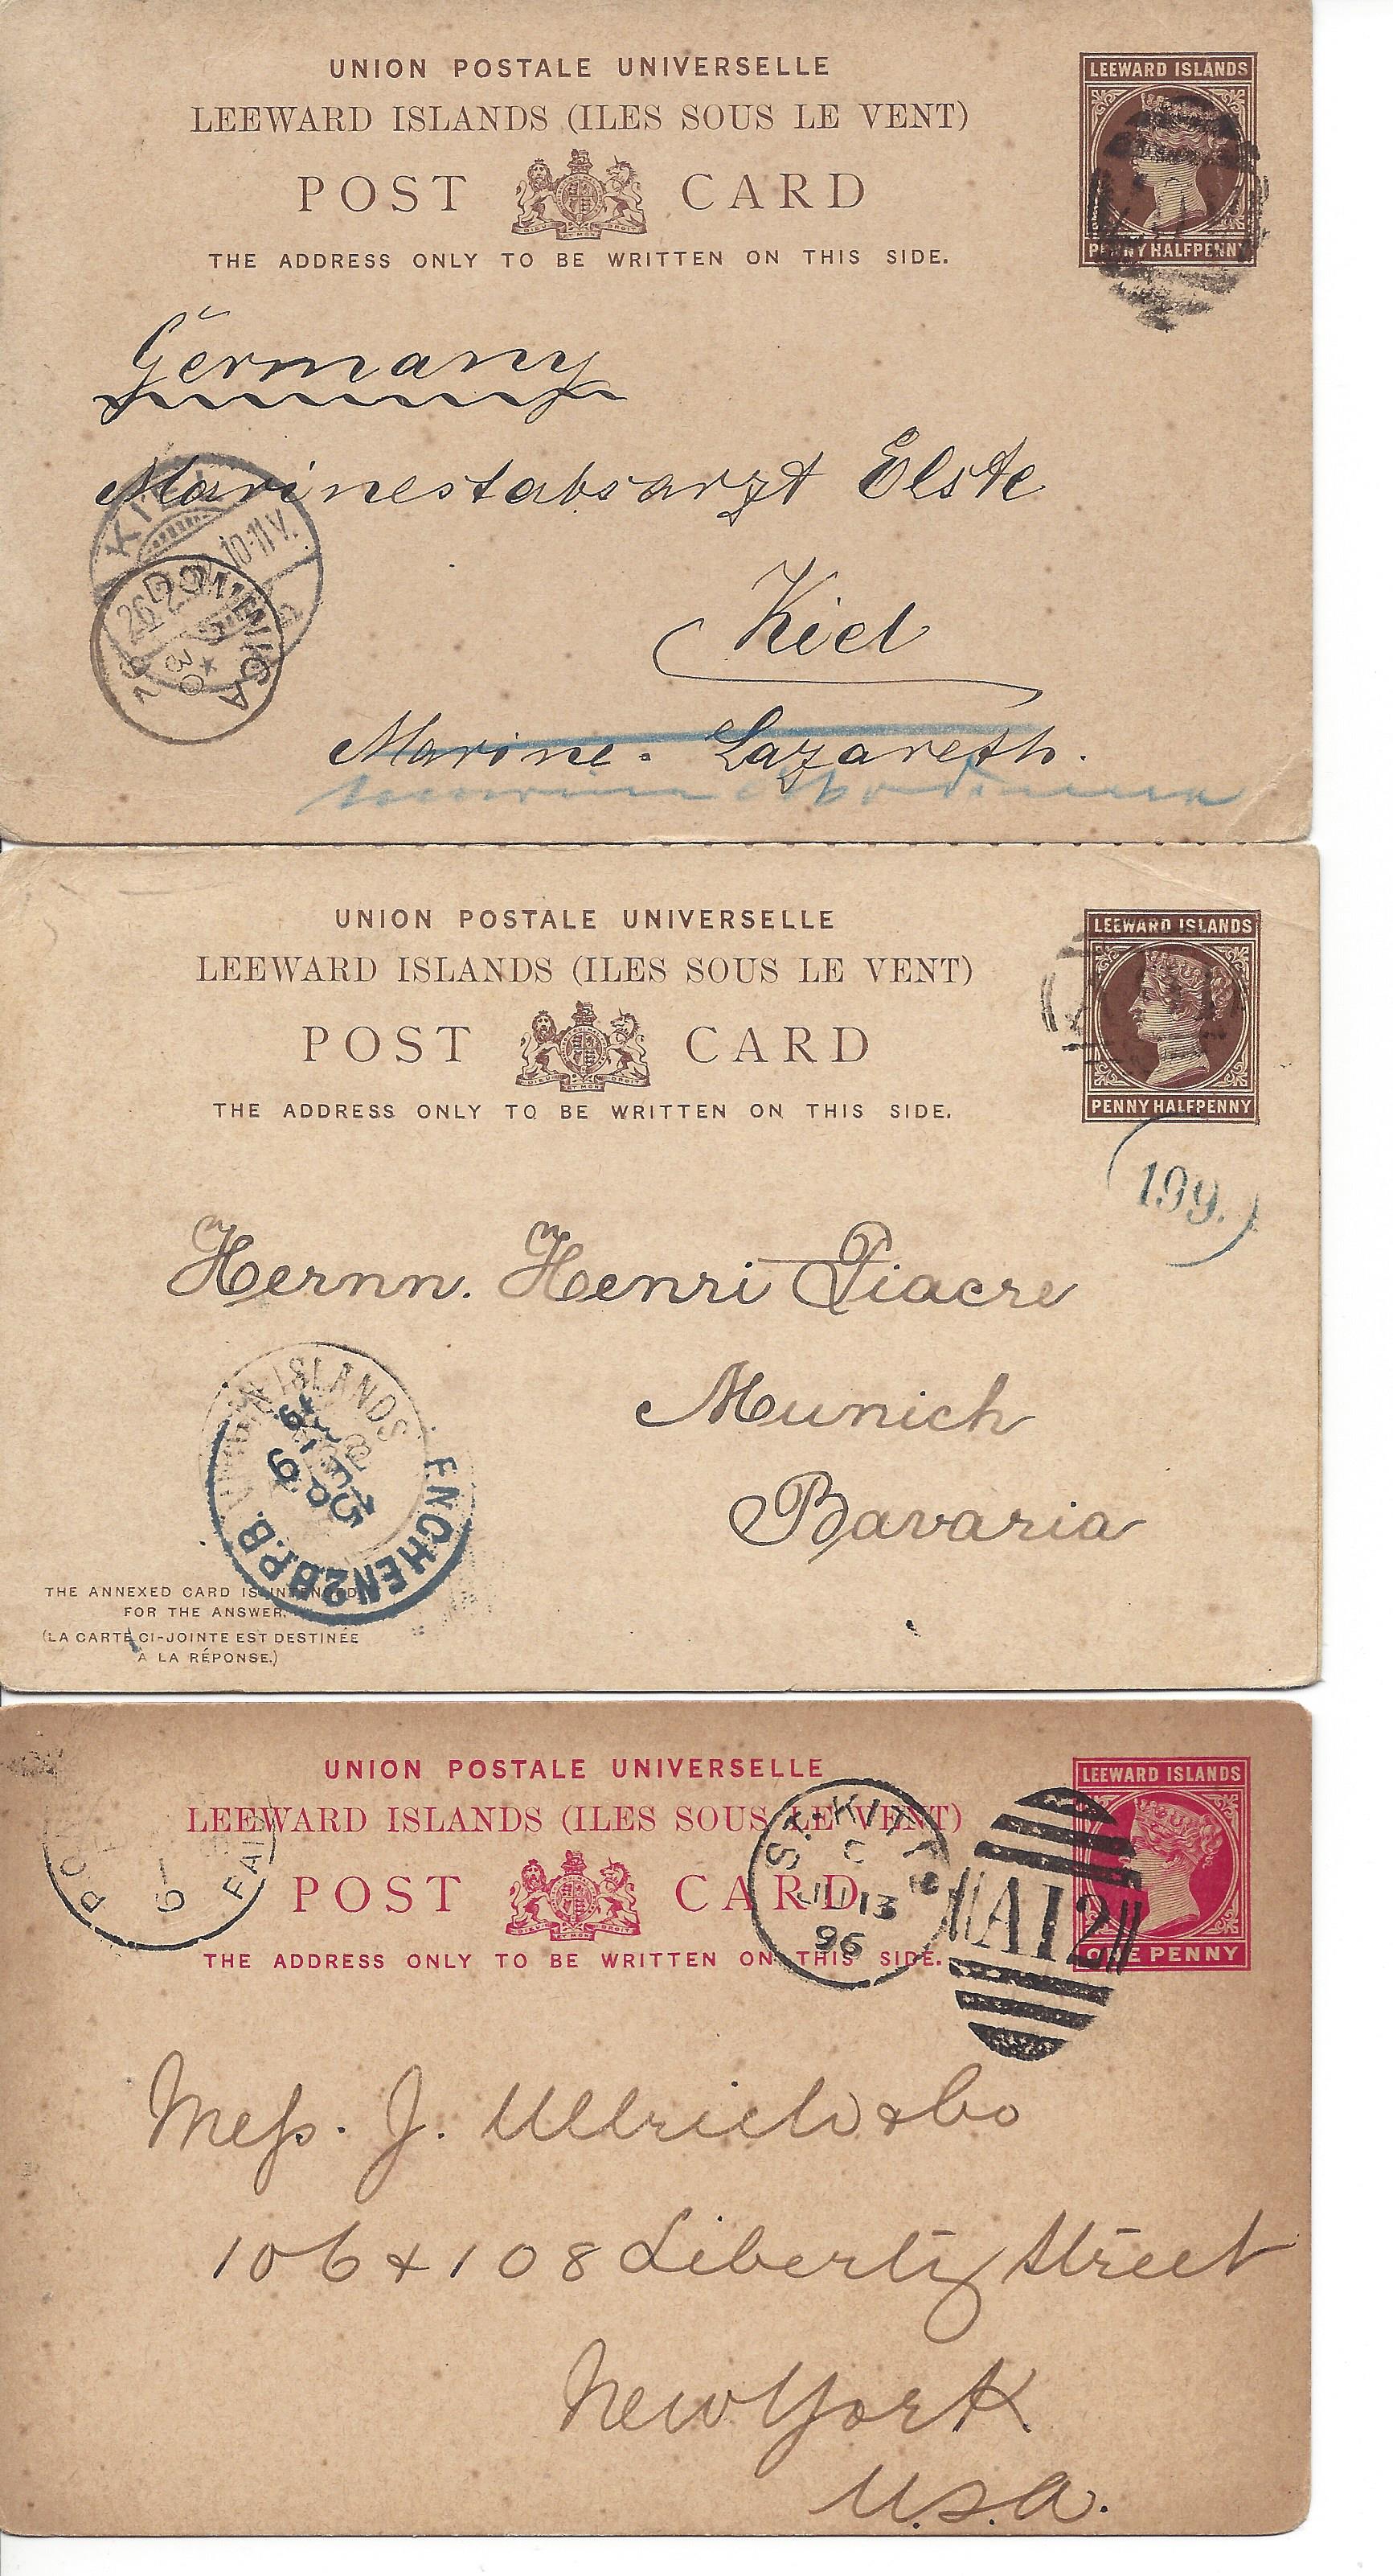 UNION POSTALE UNIVERSELLE
LEEWARD ISLANDS (ILES SOUS LE VENT)
POST CARD
THE ADDRESS ONLY TO BE WRITTEN ON THIS SIDE.
LEEWARD ISLANDS
PENNY HALFPENNY
Germany
Marinestabsarzt Elste
Kiel
Marine-Lazareth.
KIEL
10-11V.
DOMINICA
UNION POSTALE UNIVERSELLE
LEEWARD ISLANDS (ILES SOUS LE VENT)
POST CARD
THE ADDRESS ONLY TO BE WRITTEN ON THIS SIDE.
LEEWARD ISLANDS
PENNY HALFPENNY
199.
Hernn. Henri Fiacre
Munich
Bavaria
ISLANDS
ENCHEN 2 B.P.B.
THE ANNEXED CARD IS INTENDED
FOR THE ANSWER.
(LA CARTE CI-JOINTE EST DESTINÉE
A LA RÉPONSE.)
UNION POSTALE UNIVERSELLE
LEEWARD ISLANDS (ILES SOUS LE VENT)
POST CARD
THE ADDRESS ONLY TO BE WRITTEN ON THIS SIDE.
LEEWARD ISLANDS
ONE PENNY
ST. KITTS
C
JU 13
96
A12
Mess. J. Ullrich & Co
106 & 108 Liberty Street
New York
U.S.A.